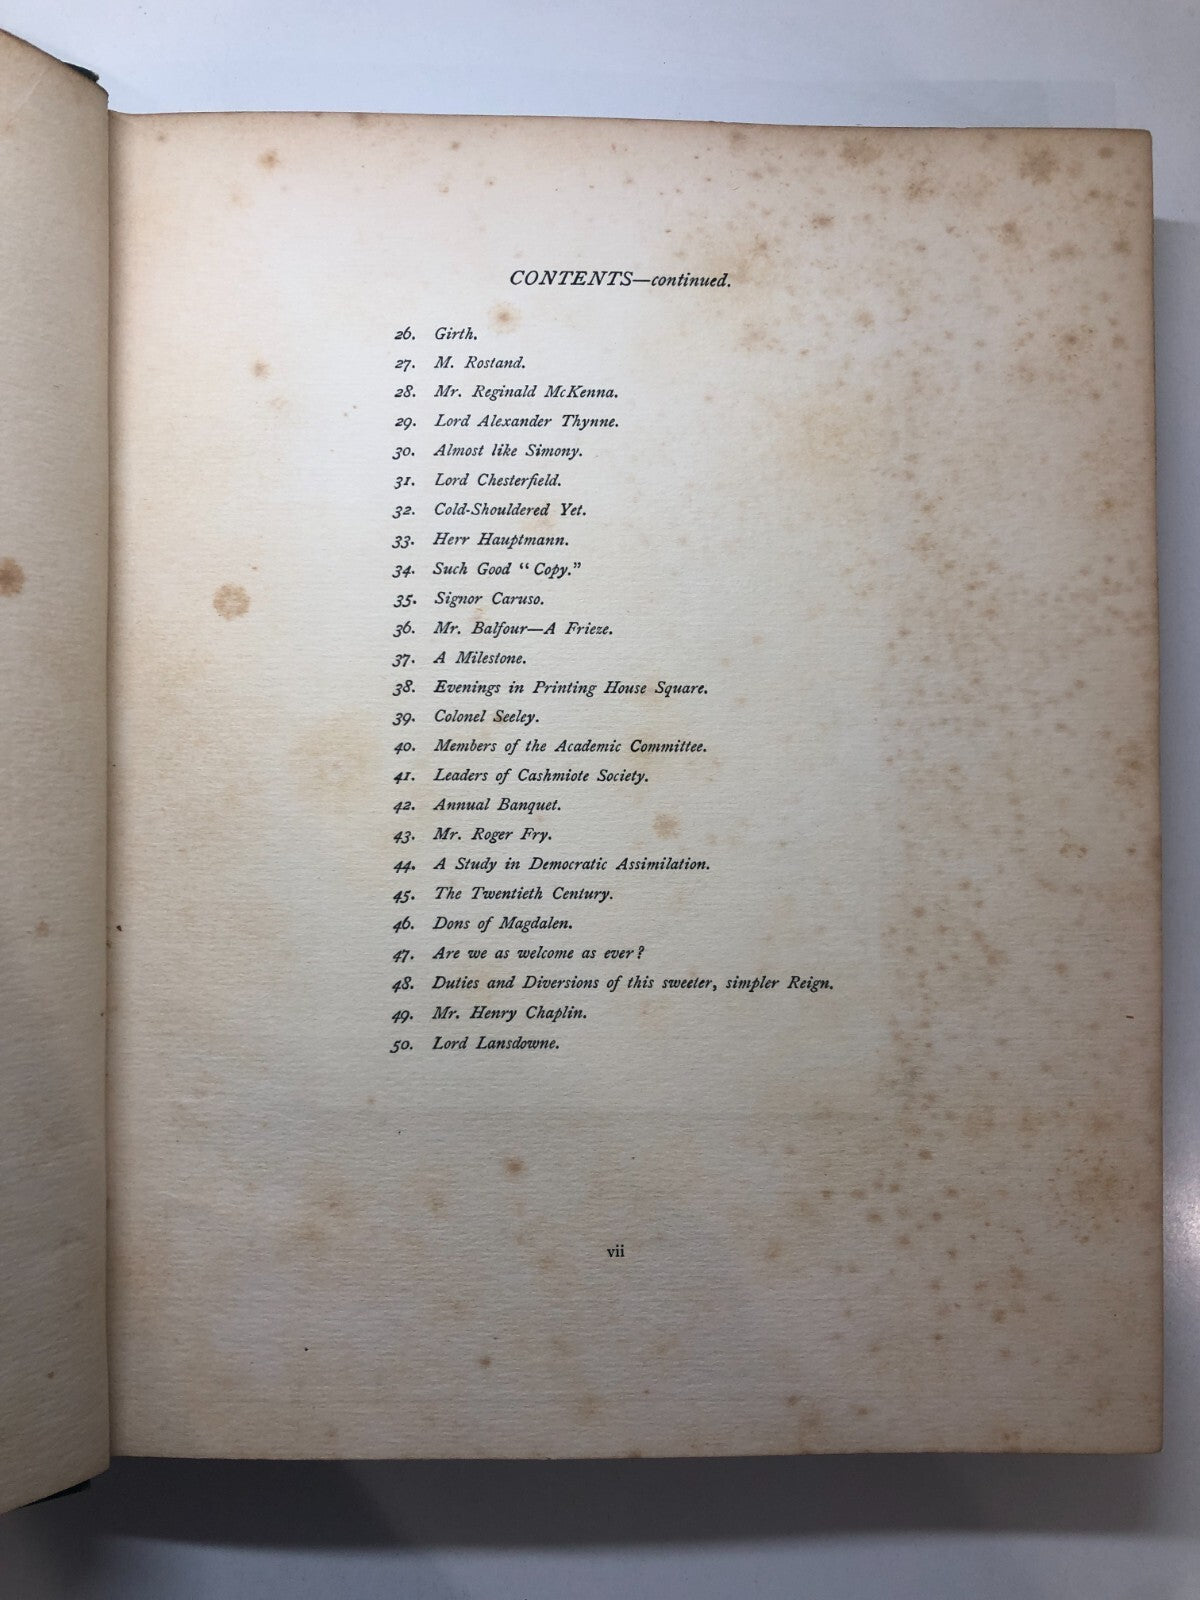 CONTENTS—continued.
26. Girth.
27. M. Rostand.
28. Mr. Reginald McKenna.
29. Lord Alexander Thynne.
30. Almost like Simony.
31. Lord Chesterfield.
32. Cold-Shouldered Yet.
33. Herr Hauptmann.
34. Such Good “Copy.”
35. Signor Caruso.
36. Mr. Balfour—A Frieze.
37. A Milestone.
38. Evenings in Printing House Square.
39. Colonel Seeley.
40. Members of the Academic Committee.
41. Leaders of Cashmiote Society.
42. Annual Banquet.
43. Mr. Roger Fry.
44. A Study in Democratic Assimilation.
45. The Twentieth Century.
46. Dons of Magdalen.
47. Are we as welcome as ever?
48. Duties and Diversions of this sweeter, simpler Reign.
49. Mr. Henry Chaplin.
50. Lord Lansdowne.
vii